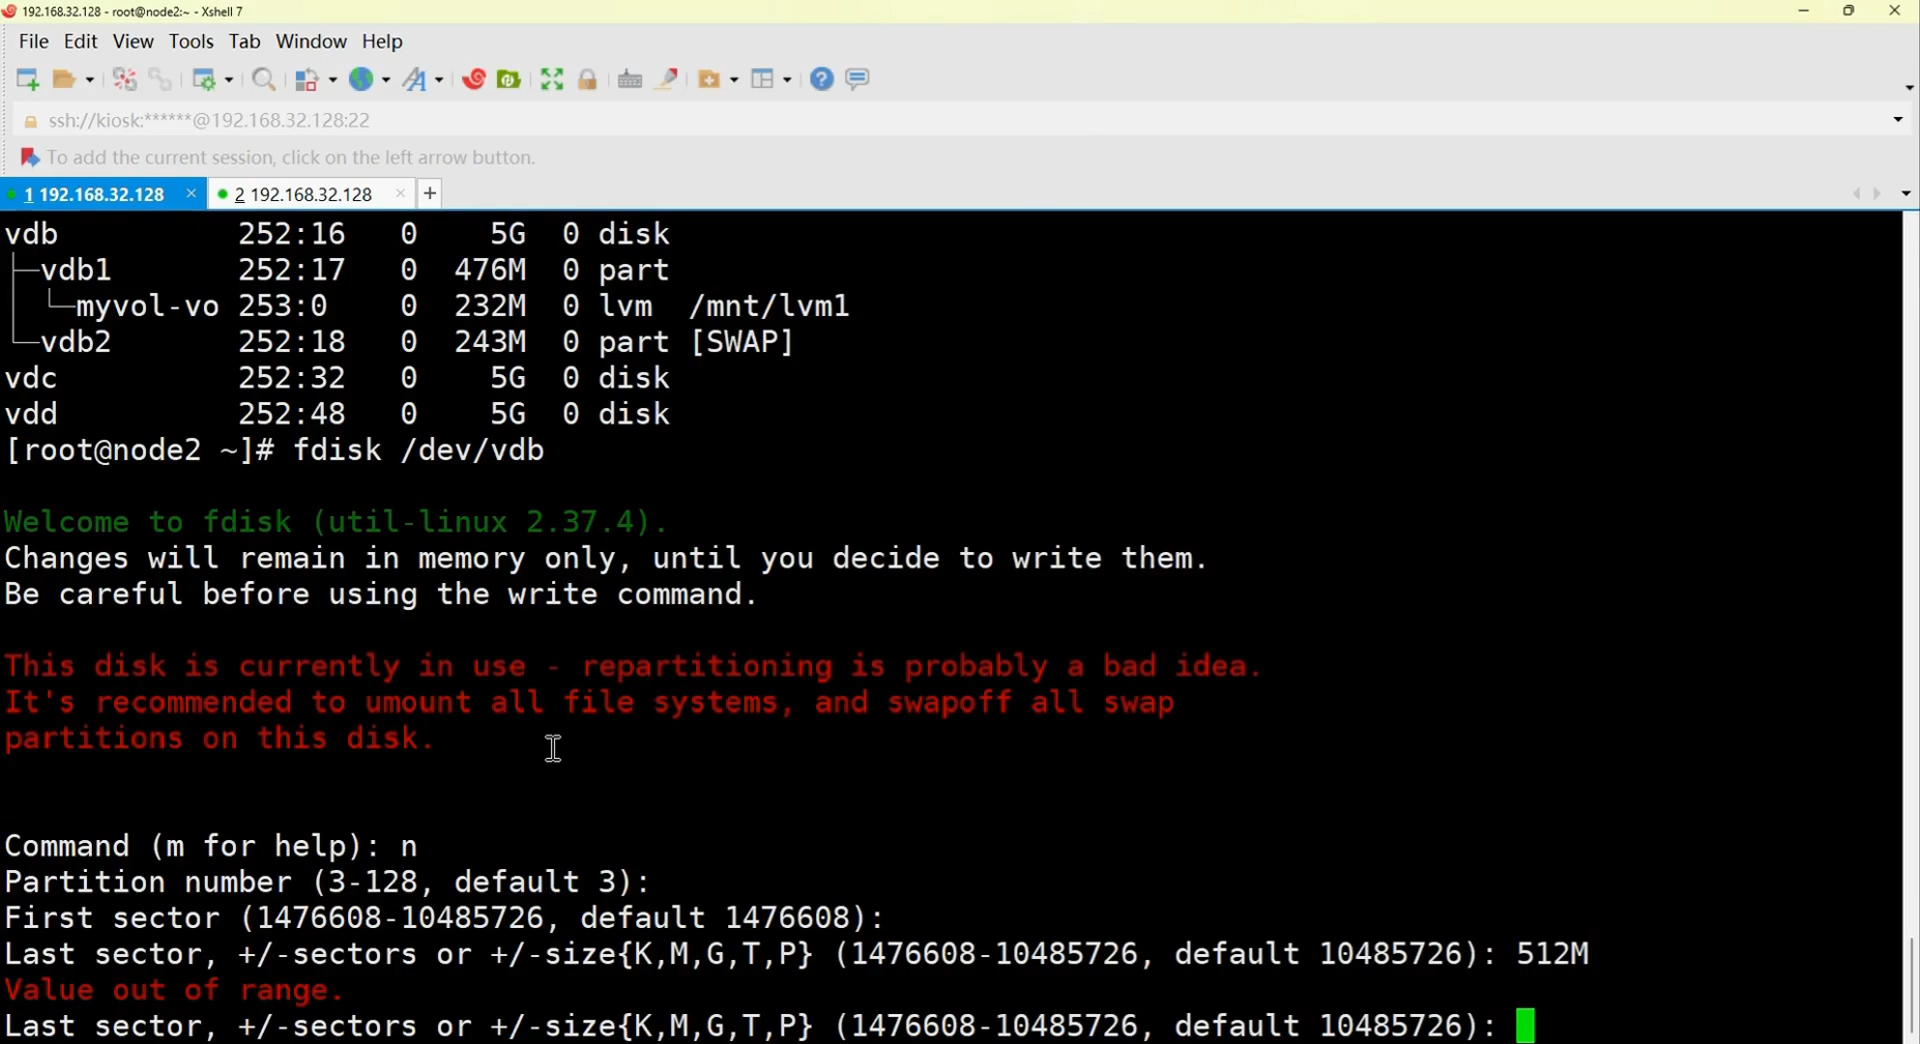 192.168.32.128 - root@node2:~ - Xshell 7
File Edit View Tools Tab Window Help
ssh://kiosk:******@192.168.32.128:22
To add the current session, click on the left arrow button.
1 192.168.32.128 × 2 192.168.32.128 × +
vdb 252:16 0 5G 0 disk
├─vdb1 252:17 0 476M 0 part
│ └─myvol-vo 253:0 0 232M 0 lvm /mnt/lvm1
└─vdb2 252:18 0 243M 0 part [SWAP]
vdc 252:32 0 5G 0 disk
vdd 252:48 0 5G 0 disk
[root@node2 ~]# fdisk /dev/vdb
Welcome to fdisk (util-linux 2.37.4).
Changes will remain in memory only, until you decide to write them.
Be careful before using the write command.
This disk is currently in use - repartitioning is probably a bad idea.
It's recommended to umount all file systems, and swapoff all swap
partitions on this disk.
Command (m for help): n
Partition number (3-128, default 3):
First sector (1476608-10485726, default 1476608):
Last sector, +/-sectors or +/-size{K,M,G,T,P} (1476608-10485726, default 10485726): 512M
Value out of range.
Last sector, +/-sectors or +/-size{K,M,G,T,P} (1476608-10485726, default 10485726):